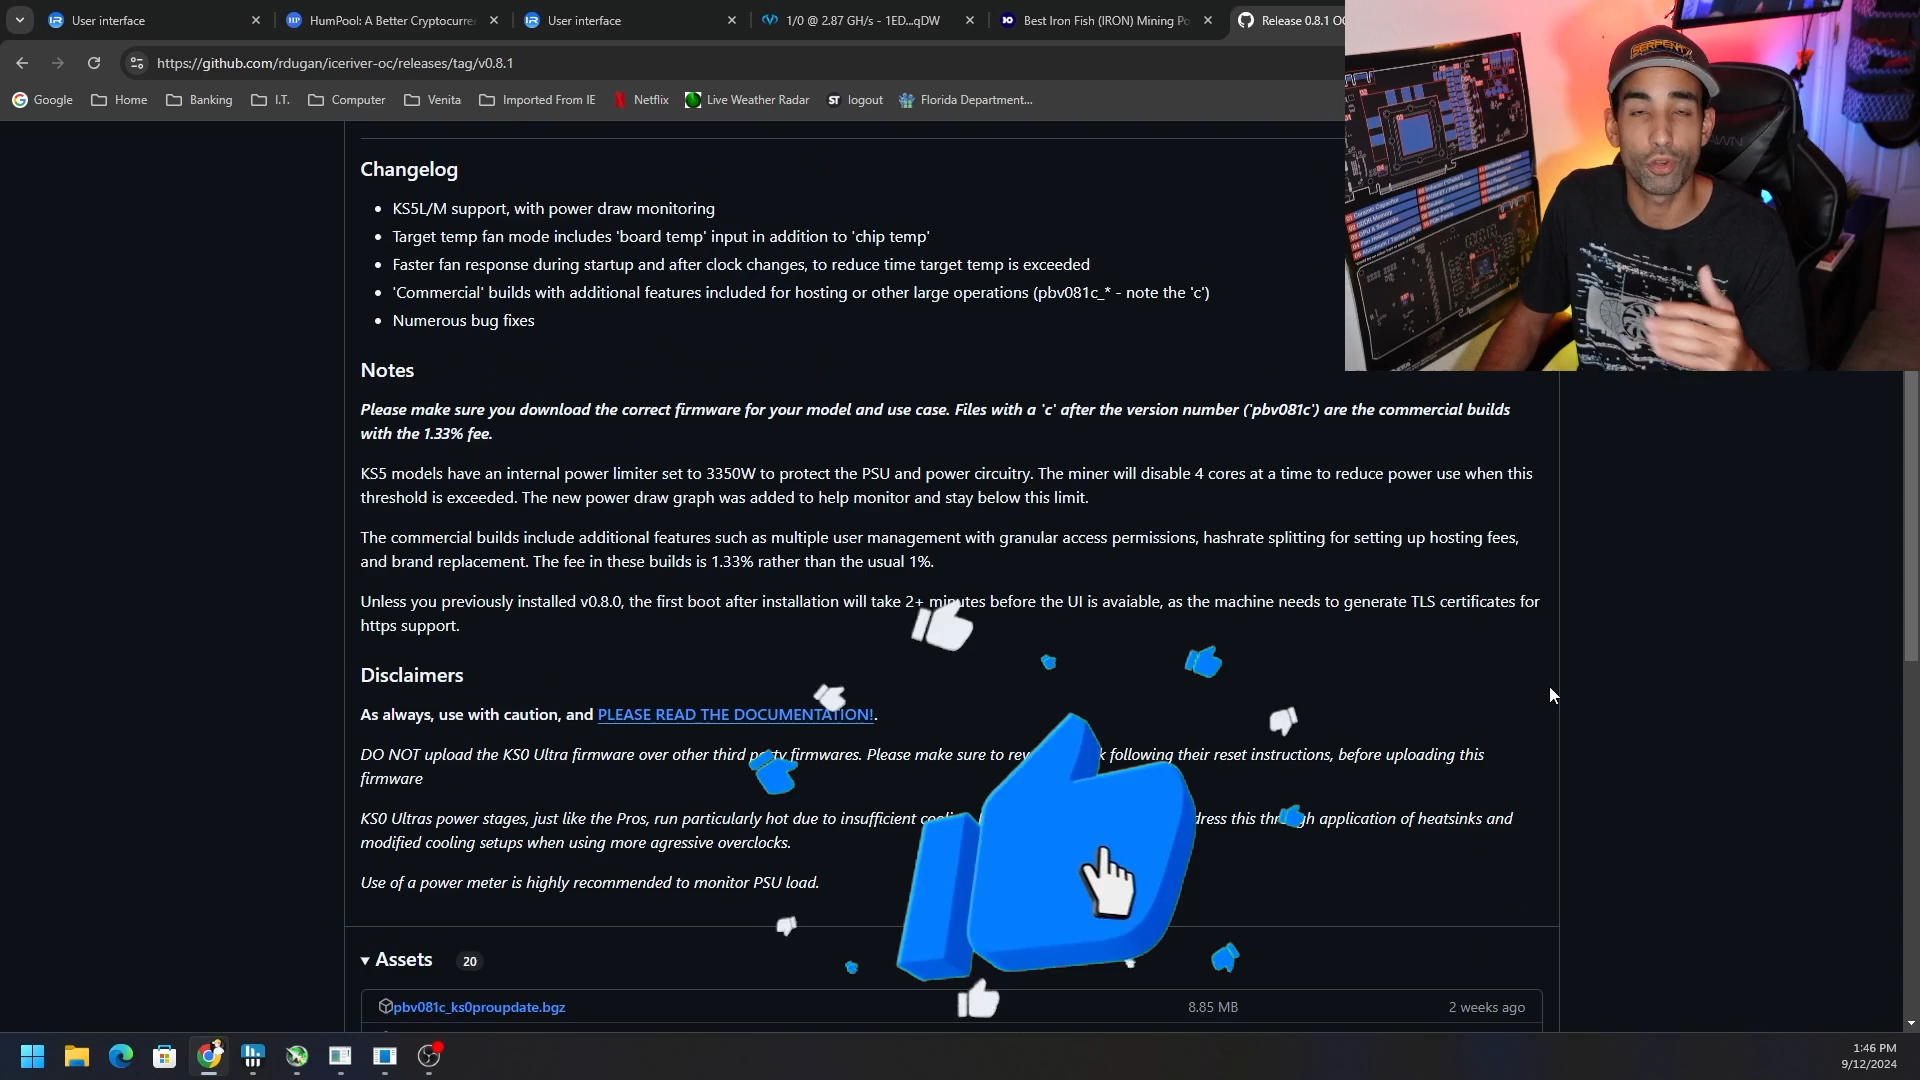 User interface
HumPool: A Better Cryptocurre
User interface
1/0 @ 2.87 GH/s - 1ED...qDW
Best Iron Fish (IRON) Mining Po
Release 0.8.1 OC
https://github.com/rdugan/iceriver-oc/releases/tag/v0.8.1
Google
Home
Banking
I.T.
Computer
Venita
Imported From IE
Netflix
Live Weather Radar
ST logout
Florida Department...
SERPENT
Changelog
KS5L/M support, with power draw monitoring
Target temp fan mode includes 'board temp' input in addition to 'chip temp'
Faster fan response during startup and after clock changes, to reduce time target temp is exceeded
'Commercial' builds with additional features included for hosting or other large operations (pbv081c_* - note the 'c')
Numerous bug fixes
Notes
Please make sure you download the correct firmware for your model and use case. Files with a 'c' after the version number ('pbv081c') are the commercial builds
with the 1.33% fee.
KS5 models have an internal power limiter set to 3350W to protect the PSU and power circuitry. The miner will disable 4 cores at a time to reduce power use when this
threshold is exceeded. The new power draw graph was added to help monitor and stay below this limit.
The commercial builds include additional features such as multiple user management with granular access permissions, hashrate splitting for setting up hosting fees,
and brand replacement. The fee in these builds is 1.33% rather than the usual 1%.
Unless you previously installed v0.8.0, the first boot after installation will take 2+ minutes before the UI is avaiable, as the machine needs to generate TLS certificates for
https support.
Disclaimers
As always, use with caution, and PLEASE READ THE DOCUMENTATION!.
DO NOT upload the KS0 Ultra firmware over other third party firmwares. Please make sure to following their reset instructions, before uploading this
firmware
KS0 Ultras power stages, just like the Pros, run particularly hot due to insufficient through application of heatsinks and
modified cooling setups when using more agressive overclocks.
Use of a power meter is highly recommended to monitor PSU load.
Assets 20
pbv081c_ks0proupdate.bgz 8.85 MB 2 weeks ago
1:46 PM
9/12/2024